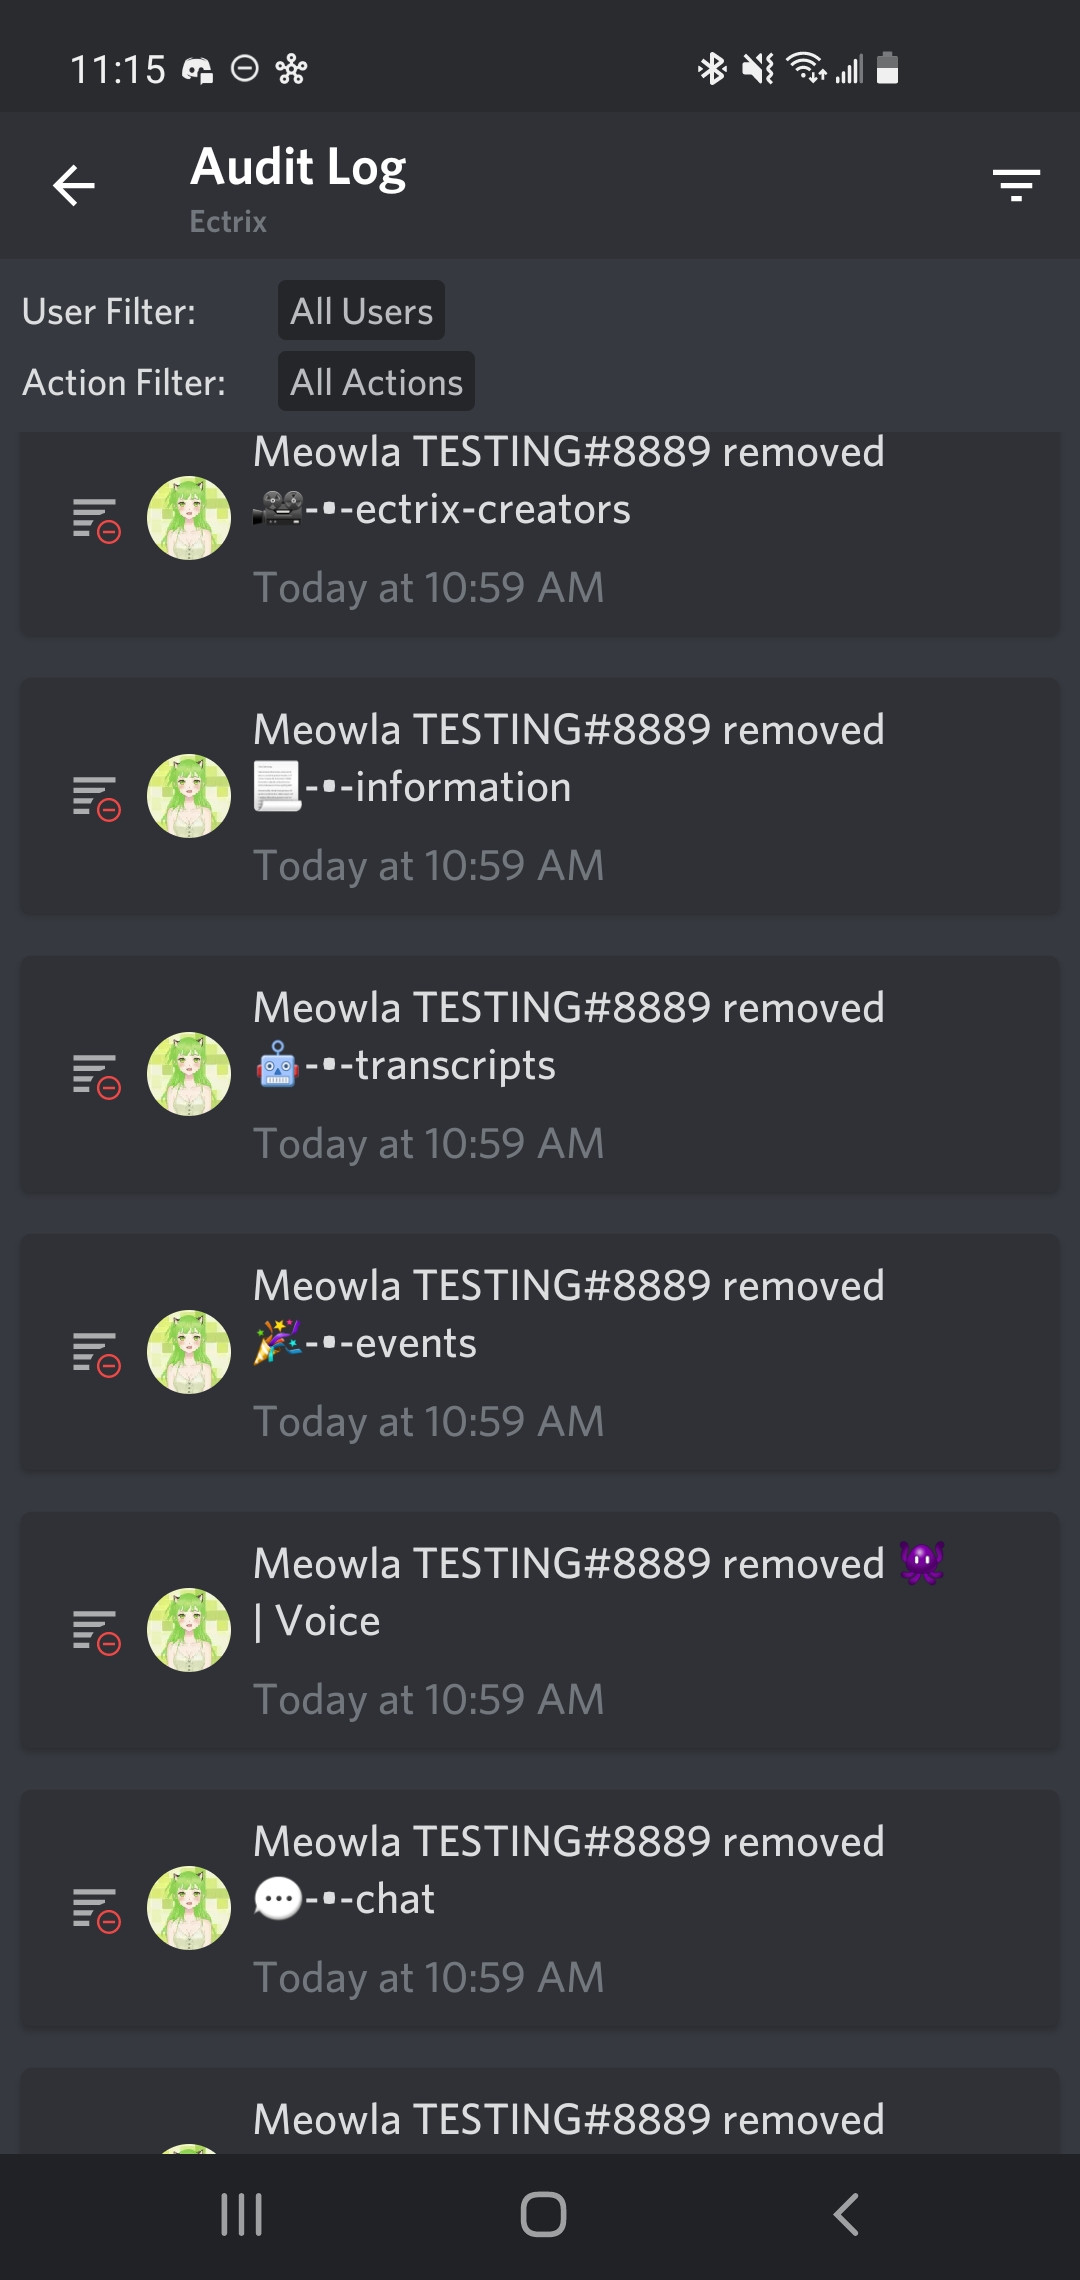 11:15
Audit Log
Ectrix
User Filter: All Users
Action Filter: All Actions
Meowla TESTING#8889 removed
🎥-▪-ectrix-creators
Today at 10:59 AM
Meowla TESTING#8889 removed
📃-▪-information
Today at 10:59 AM
Meowla TESTING#8889 removed
🤖-▪-transcripts
Today at 10:59 AM
Meowla TESTING#8889 removed
🎉-▪-events
Today at 10:59 AM
Meowla TESTING#8889 removed 🐙
| Voice
Today at 10:59 AM
Meowla TESTING#8889 removed
💬-▪-chat
Today at 10:59 AM
Meowla TESTING#8889 removed